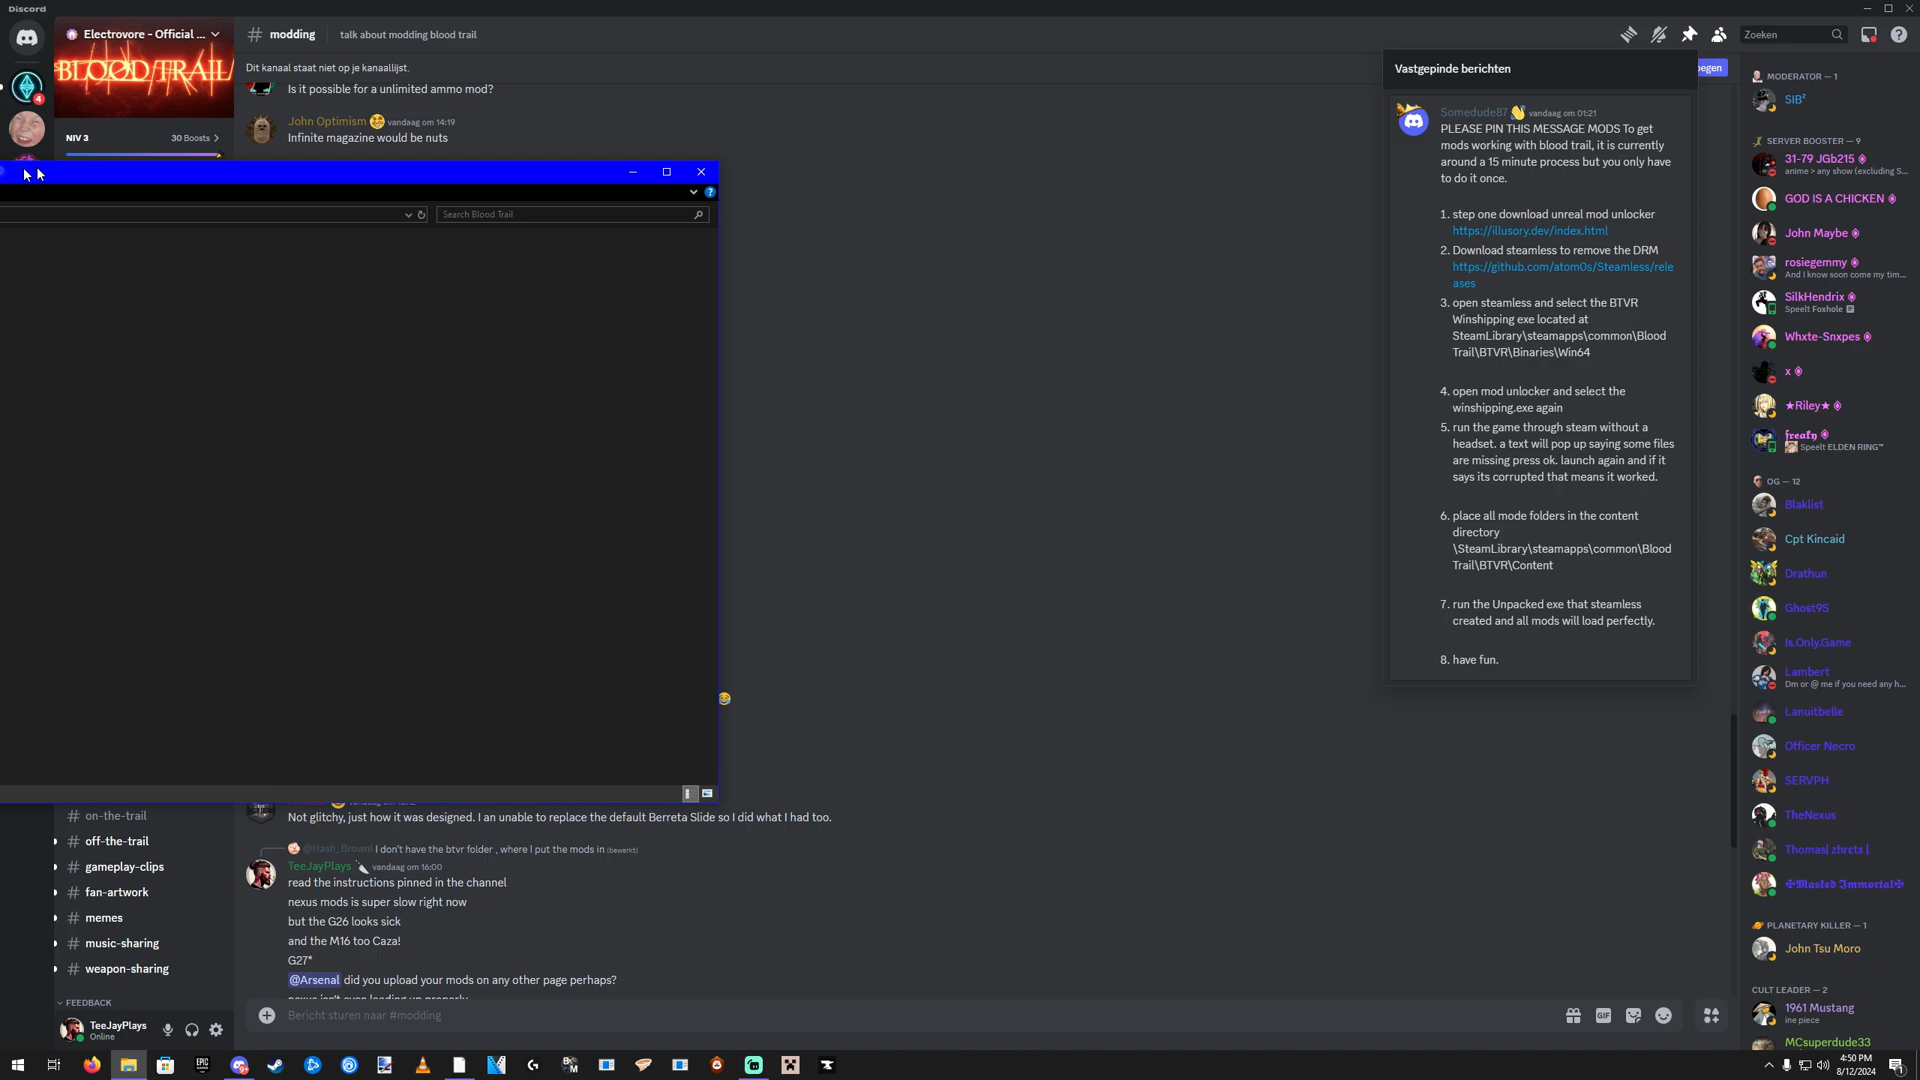 Discord
Electrovore - Official ...
BLOOD TRAIL
NIV 3
30 Boosts
4
# modding
talk about modding blood trail
Zoeken
Dit kanaal staat niet op je kanaallijst.
Is it possible for a unlimited ammo mod?
John Optimism vandaag om 14:19
Infinite magazine would be nuts
Search Blood Trail
Vastgepinde berichten
Somedude87 vandaag om 01:21
PLEASE PIN THIS MESSAGE MODS To get
mods working with blood trail, it is currently
around a 15 minute process but you only have
to do it once.
1. step one download unreal mod unlocker
https://illusory.dev/index.html
2. Download steamless to remove the DRM
https://github.com/atom0s/Steamless/rele
ases
3. open steamless and select the BTVR
Winshipping exe located at
SteamLibrary\steamapps\common\Blood
Trail\BTVR\Binaries\Win64
4. open mod unlocker and select the
winshipping.exe again
5. run the game through steam without a
headset. a text will pop up saying some files
are missing press ok. launch again and if it
says its corrupted that means it worked.
6. place all mode folders in the content
directory
\SteamLibrary\steamapps\common\Blood
Trail\BTVR\Content
7. run the Unpacked exe that steamless
created and all mods will load perfectly.
8. have fun.
MODERATOR — 1
SIB²
SERVER BOOSTER — 9
31-79 JGb215
anime > any show (excluding S...
GOD IS A CHICKEN
John Maybe
rosiegemmy
And I know soon come my tim...
SilkHendrix
Speelt Foxhole
Whxte-Snxpes
x
★Riley★
freaky
Speelt ELDEN RING™
OG — 12
Blaklist
Cpt Kincaid
Drathun
Ghost9S
Is.Only.Game
Lambert
Dm or @ me if you need any h...
Lanuitbelle
Officer Necro
SERVPH
TheNexus
Thomas| zhrɛts |
✠Masked Immortal✠
PLANETARY KILLER — 1
John Tsu Moro
CULT LEADER — 2
1961 Mustang
ine piece
MCsuperdude33
# on-the-trail
# off-the-trail
# gameplay-clips
# fan-artwork
# memes
# music-sharing
# weapon-sharing
FEEDBACK
TeeJayPlays
Online
Not glitchy, just how it was designed. I an unable to replace the default Berreta Slide so I did what I had too.
@Hash_Browni I don't have the btvr folder , where I put the mods in (bewerkt)
TeeJayPlays vandaag om 16:00
read the instructions pinned in the channel
nexus mods is super slow right now
but the G26 looks sick
and the M16 too Caza!
G27*
@Arsenal did you upload your mods on any other page perhaps?
Bericht sturen naar #modding
GIF
EPIC
4:50 PM
8/12/2024